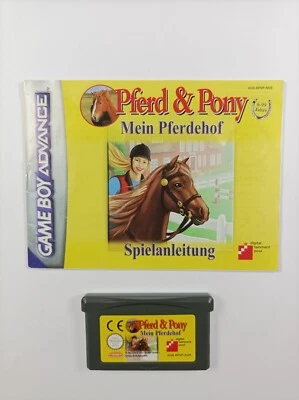 GAME BOY ADVANCE
Pferd & Pony
Mein Pferdehof
Spielanleitung
Pferd & Pony
Mein Pferdehof